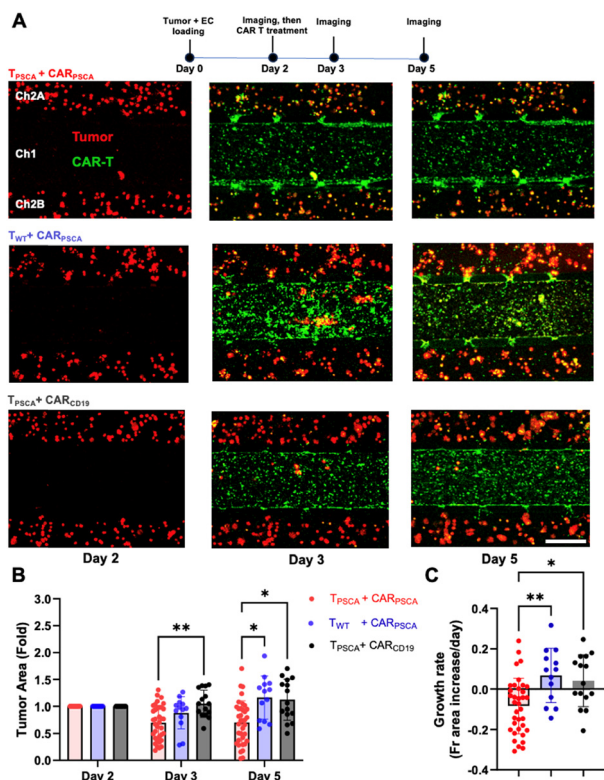 A
Tumor + EC
loading
Imaging, then
CAR T treatment
Imaging
Imaging
Day 0
Day 2
Day 3
Day 5
TPSCA + CARPSCA
Ch2A
Tumor
Ch1
CAR-T
Ch2B
TWT + CARPSCA
TPSCA + CARCD19
Day 2
Day 3
Day 5
B
Tumor Area (Fold)
3.0
2.5
2.0
1.5
1.0
0.5
0.0
**
*
*
Day 2
Day 3
Day 5
TPSCA + CARPSCA
TWT + CARPSCA
TPSCA + CARCD19
C
Growth rate
(Fr area increase/day)
0.4
0.2
0.0
-0.2
-0.4
*
**